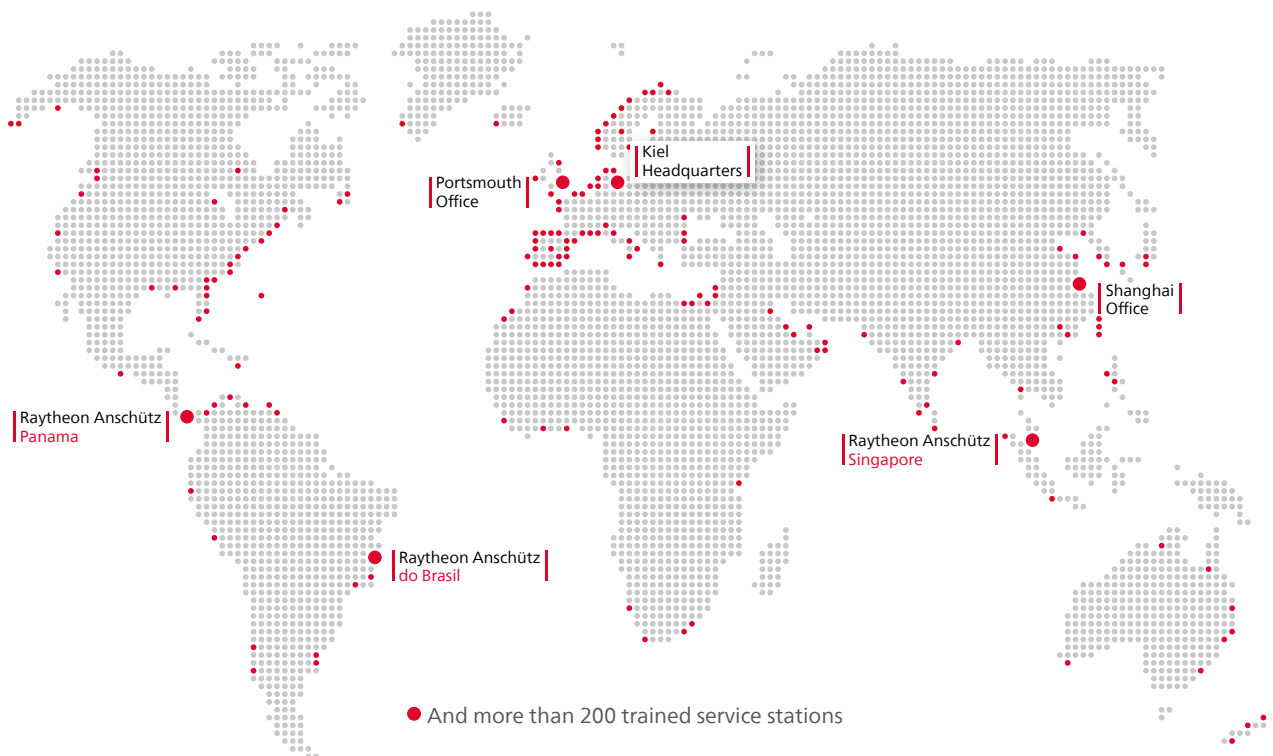 Kiel
Headquarters
Portsmouth
Office
Shanghai
Office
Raytheon Anschütz
Panama
Raytheon Anschütz
Singapore
Raytheon Anschütz
do Brasil
And more than 200 trained service stations